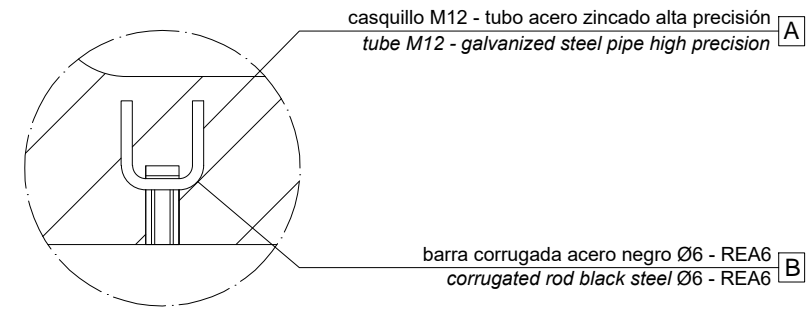 casquillo M12 - tubo acero zincado alta precisión
A
tube M12 - galvanized steel pipe high precision
barra corrugada acero negro Ø6 - REA6
B
corrugated rod black steel Ø6 - REA6